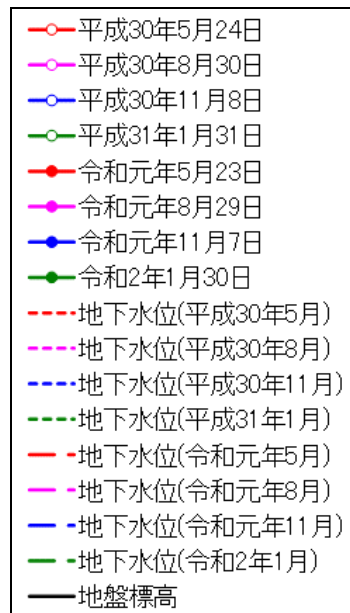 平成30年5月24日
平成30年8月30日
平成30年11月8日
平成31年1月31日
令和元年5月23日
令和元年8月29日
令和元年11月7日
令和2年1月30日
地下水位(平成30年5月)
地下水位(平成30年8月)
地下水位(平成30年11月)
地下水位(平成31年1月)
地下水位(令和元年5月)
地下水位(令和元年8月)
地下水位(令和元年11月)
地下水位(令和2年1月)
地盤標高